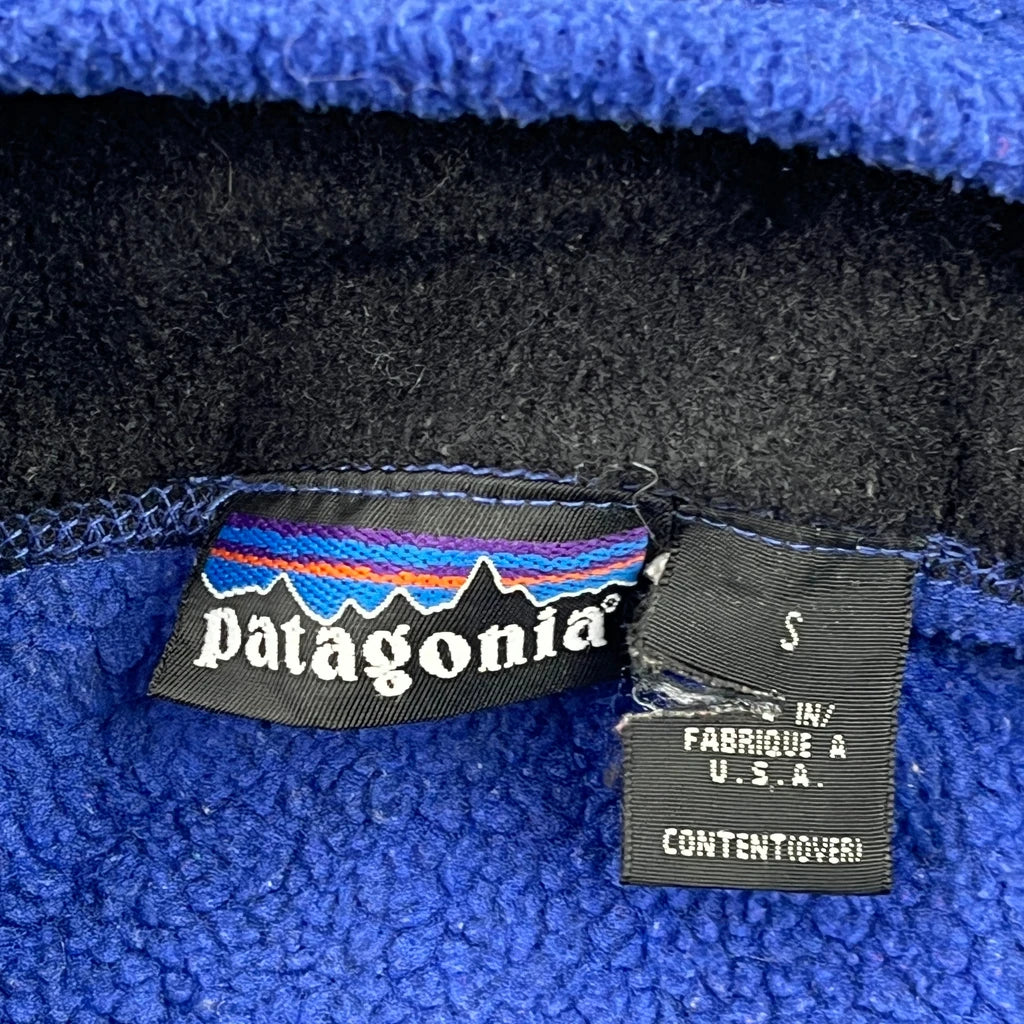 patagonia®
S
IN/
FABRIQUE A
U.S.A.
CONTENT(OVER)